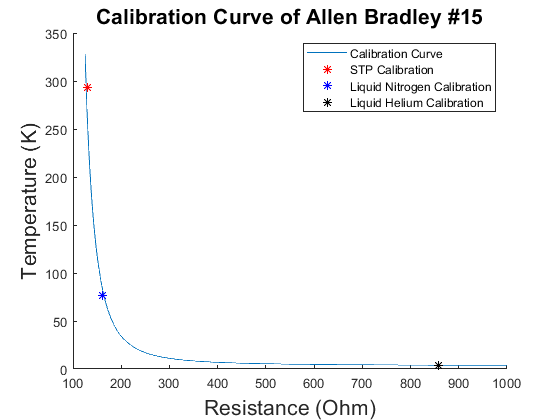 Calibration Curve of Allen Bradley #15
350
300
250
200
150
100
50
0
Temperature (K)
Calibration Curve
STP Calibration
Liquid Nitrogen Calibration
Liquid Helium Calibration
100 200 300 400 500 600 700 800 900 1000
Resistance (Ohm)